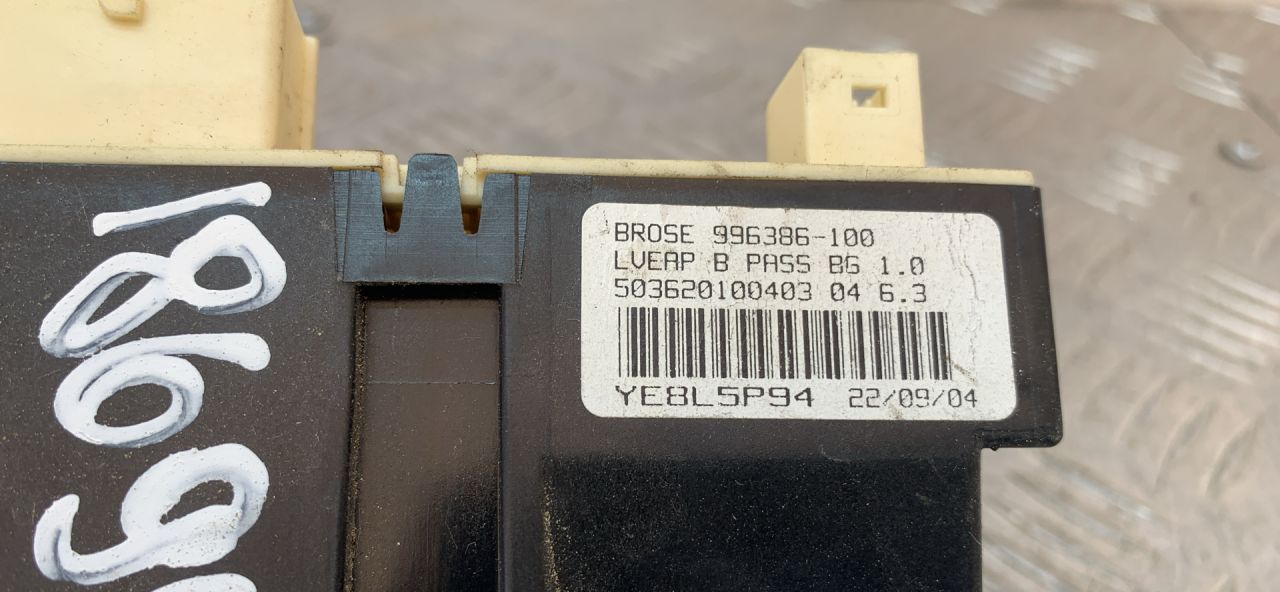 BROSE 996386-100
LVEAP B PASS BG 1.0
503620100403 04 6.3
YE8L5P94 22/09/04